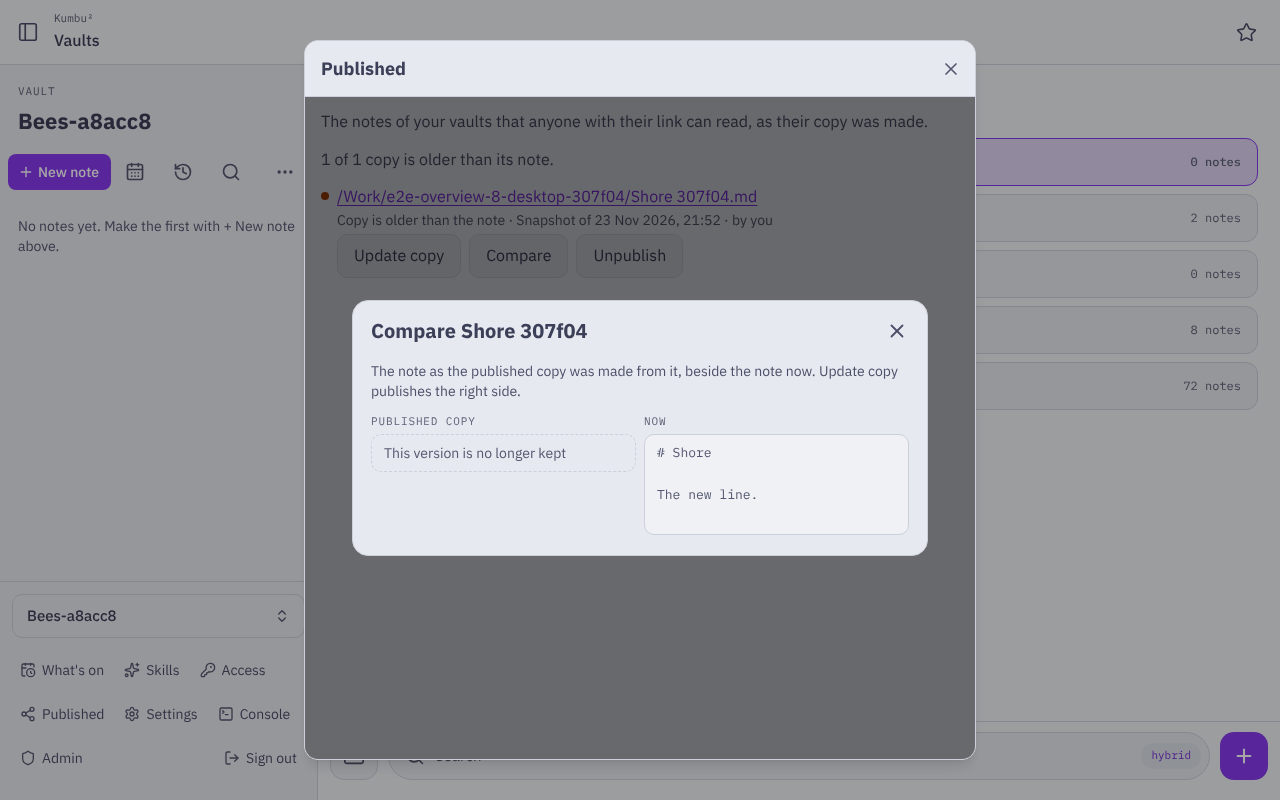 Kumbu²
Vaults
VAULT
Bees-a8acc8
+ New note
No notes yet. Make the first with + New note
above.
Bees-a8acc8
What's on
Skills
Access
Published
Settings
Console
Admin
Sign out
Published
The notes of your vaults that anyone with their link can read, as their copy was made.
1 of 1 copy is older than its note.
/Work/e2e-overview-8-desktop-307f04/Shore 307f04.md
Copy is older than the note · Snapshot of 23 Nov 2026, 21:52 · by you
Update copy
Compare
Unpublish
Compare Shore 307f04
The note as the published copy was made from it, beside the note now. Update copy
publishes the right side.
PUBLISHED COPY
This version is no longer kept
NOW
# Shore
The new line.
0 notes
2 notes
0 notes
8 notes
72 notes
hybrid